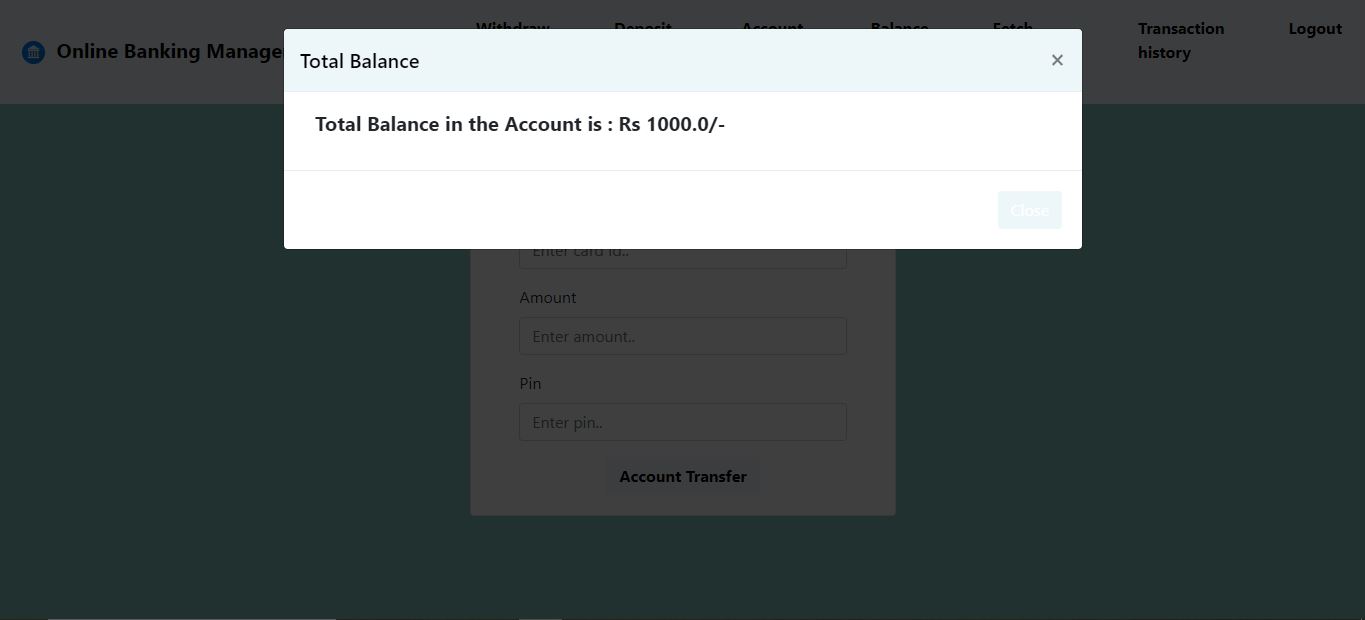 Withdraw Deposit Account Balance Fetch Transaction Logout
history
Online Banking Manage
Total Balance ×
Total Balance in the Account is : Rs 1000.0/-
Close
Enter card id..
Amount
Enter amount..
Pin
Enter pin..
Account Transfer